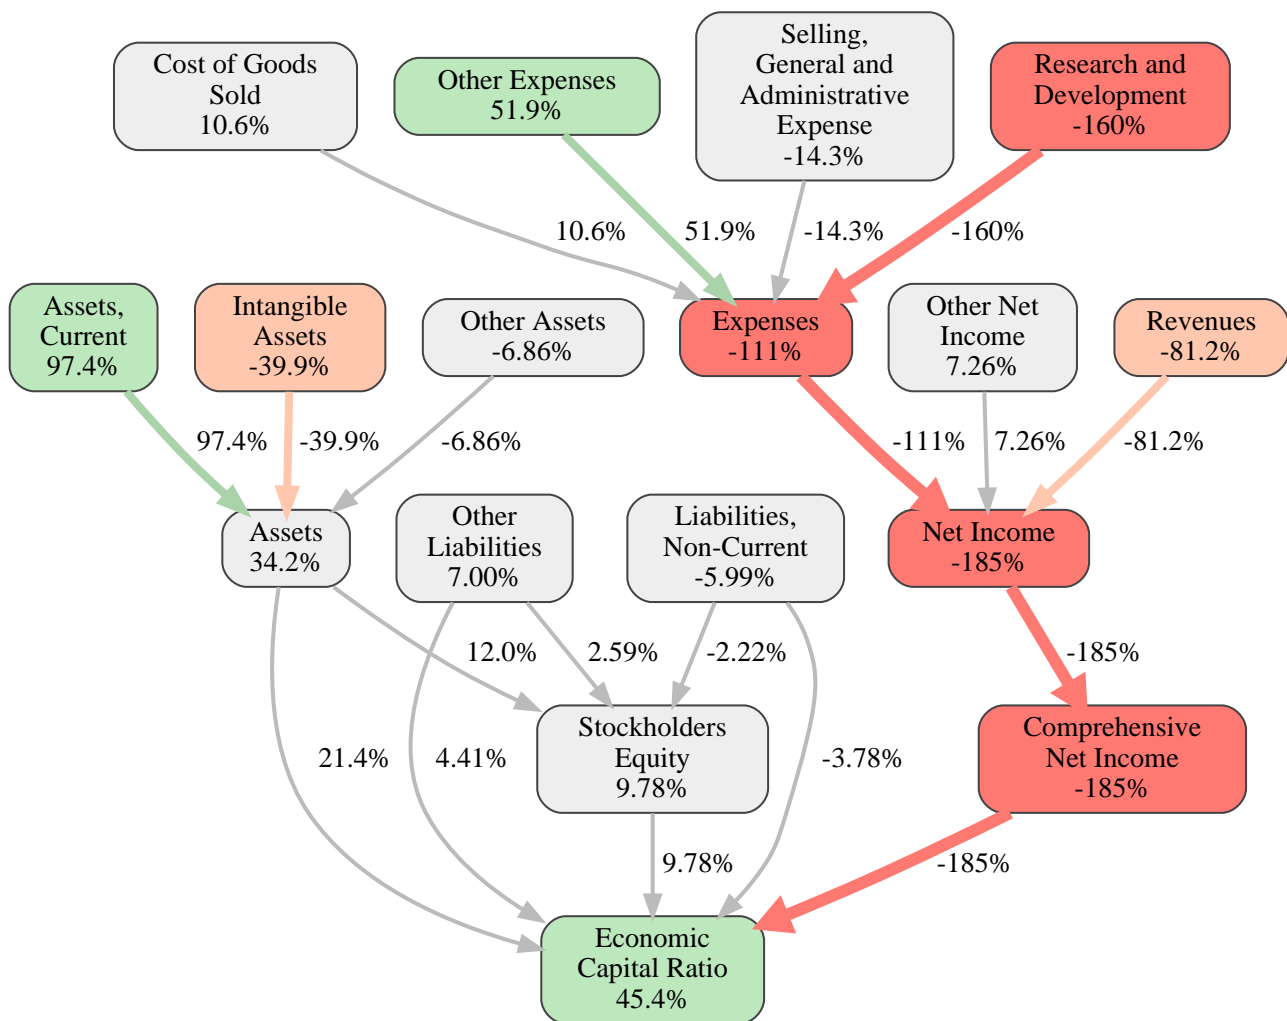 Cost of Goods
Sold
10.6%
Other Expenses
51.9%
Selling,
General and
Administrative
Expense
-14.3%
Research and
Development
-160%
10.6%
51.9%
-14.3%
-160%
Assets,
Current
97.4%
Intangible
Assets
-39.9%
Other Assets
-6.86%
Expenses
-111%
Other Net
Income
7.26%
Revenues
-81.2%
97.4%
-39.9%
-6.86%
-111%
7.26%
-81.2%
Assets
34.2%
Other
Liabilities
7.00%
Liabilities,
Non-Current
-5.99%
Net Income
-185%
12.0%
2.59%
-2.22%
-185%
21.4%
4.41%
Stockholders
Equity
9.78%
-3.78%
Comprehensive
Net Income
-185%
9.78%
-185%
Economic
Capital Ratio
45.4%